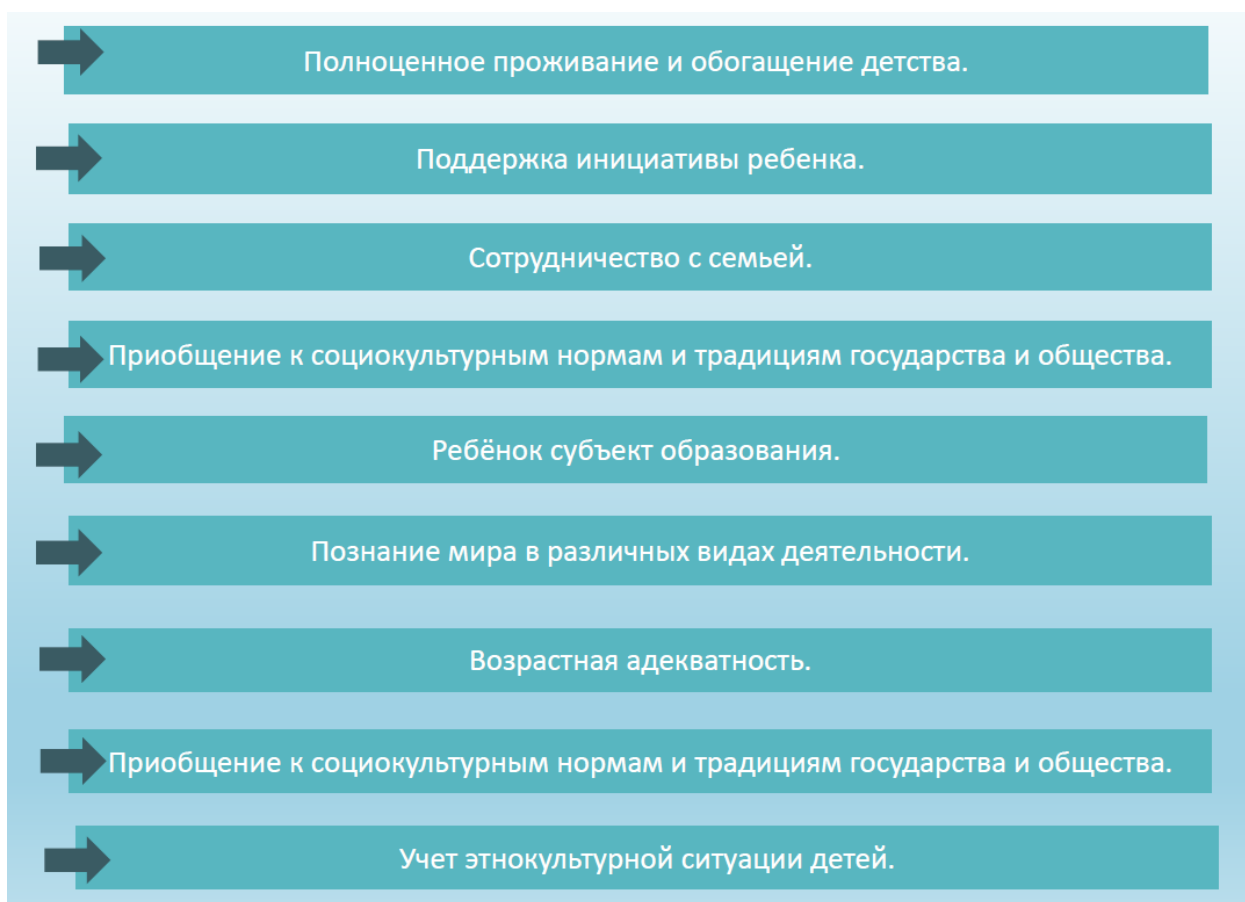 Полноценное проживание и обогащение детства.
Поддержка инициативы ребенка.
Сотрудничество с семьей.
Приобщение к социокультурным нормам и традициям государства и общества.
Ребёнок субъект образования.
Познание мира в различных видах деятельности.
Возрастная адекватность.
Приобщение к социокультурным нормам и традициям государства и общества.
Учет этнокультурной ситуации детей.